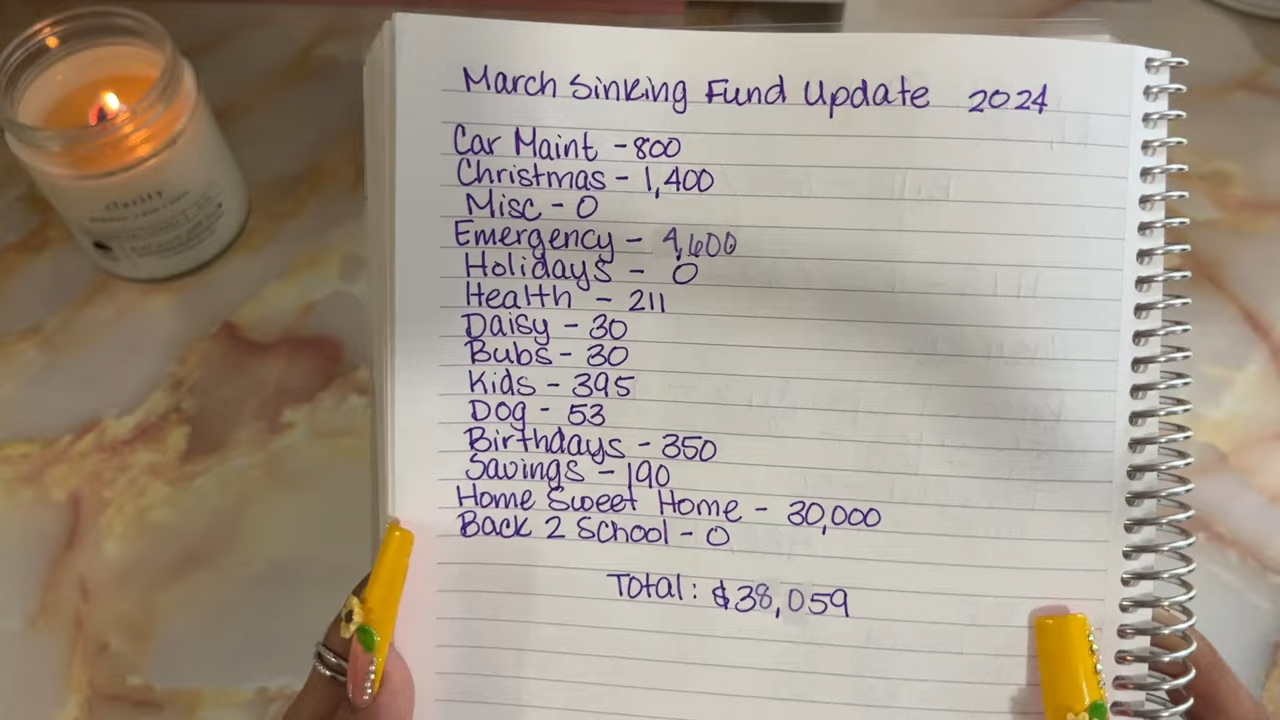 clarity
March Sinking Fund Update 2024
Car Maint - 800
Christmas - 1,400
Misc - 0
Emergency - 4,600
Holidays - 0
Health - 211
Daisy - 30
Bubs - 30
Kids - 395
Dog - 53
Birthdays - 350
Savings - 190
Home Sweet Home - 30,000
Back 2 School - 0
Total: $38,059